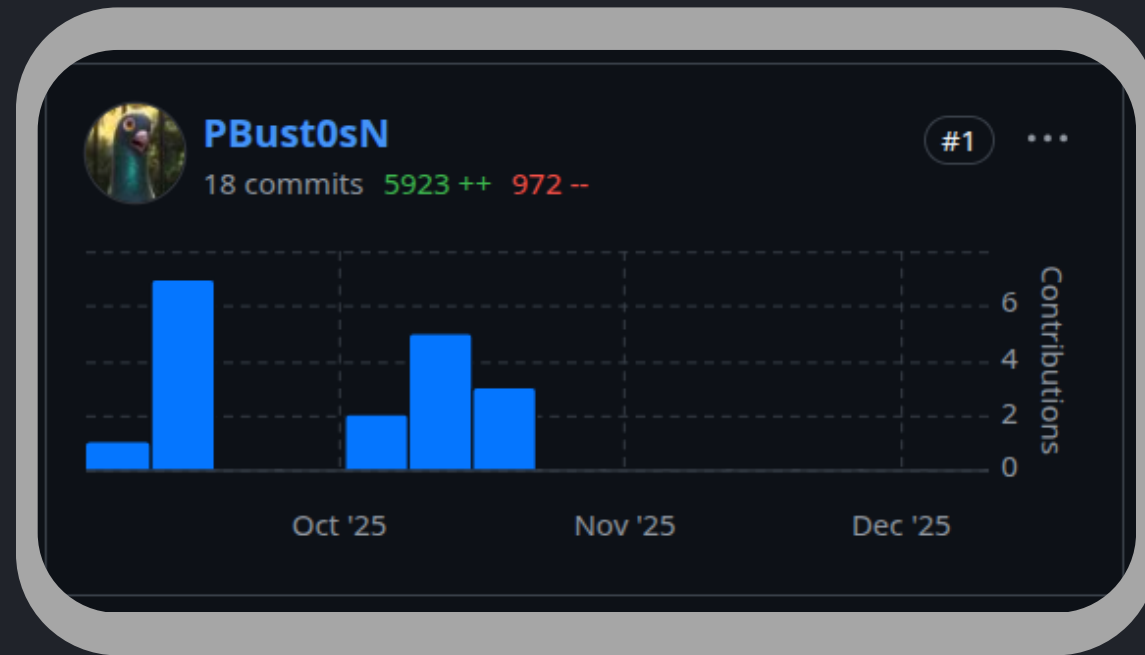 PBust0sN
#1
18 commits 5923 ++ 972 --
6
4
2
0
Contributions
Oct '25 Nov '25 Dec '25